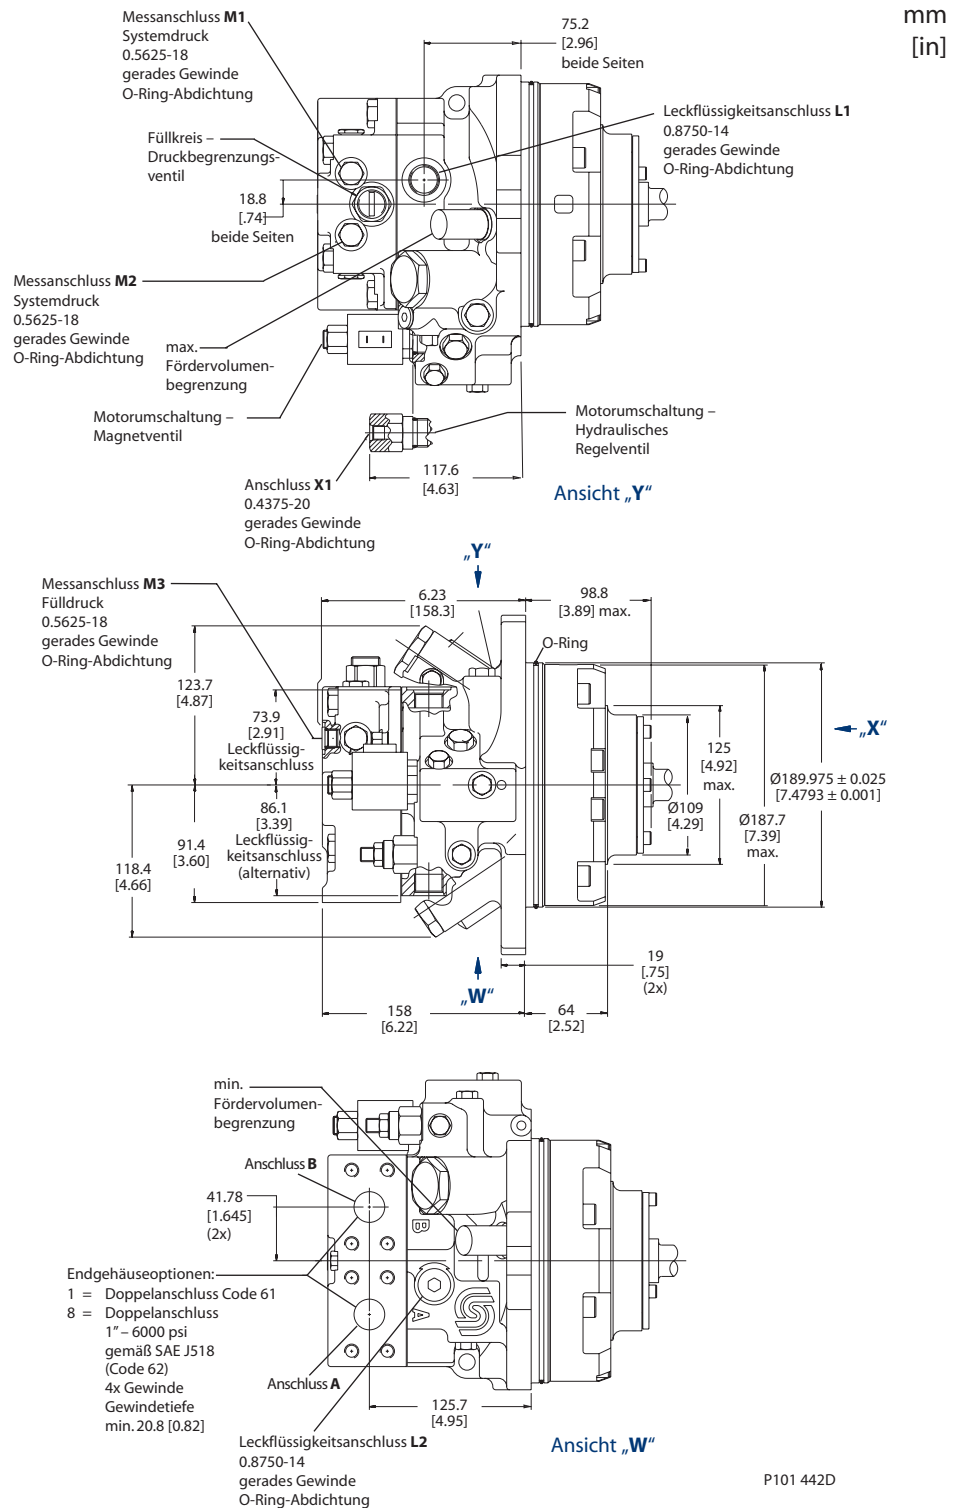 mm
[in]
Messanschluss M1
Systemdruck
0.5625-18
gerades Gewinde
O-Ring-Abdichtung
75.2
[2.96]
beide Seiten
Leckflüssigkeitsanschluss L1
0.8750-14
gerades Gewinde
O-Ring-Abdichtung
Füllkreis –
Druckbegrenzungs-
ventil
18.8
[.74]
beide Seiten
Messanschluss M2
Systemdruck
0.5625-18
gerades Gewinde
O-Ring-Abdichtung
max.
Fördervolumen-
begrenzung
Motorumschaltung –
Magnetventil
Motorumschaltung –
Hydraulisches
Regelventil
117.6
[4.63]
Anschluss X1
0.4375-20
gerades Gewinde
O-Ring-Abdichtung
Ansicht „Y“
„Y“
Messanschluss M3
Fülldruck
0.5625-18
gerades Gewinde
O-Ring-Abdichtung
6.23
[158.3]
98.8
[3.89] max.
O-Ring
123.7
[4.87]
73.9
[2.91]
Leckflüssig-
keitsanschluss
„X“
125
[4.92]
max.
Ø189.975 ± 0.025
[7.4793 ± 0.001]
Ø109
[4.29]
Ø187.7
[7.39]
max.
86.1
[3.39]
Leckflüssig-
keitsanschluss
(alternativ)
91.4
[3.60]
118.4
[4.66]
19
[.75]
(2x)
„W“
158
[6.22]
64
[2.52]
min.
Fördervolumen-
begrenzung
Anschluss B
41.78
[1.645]
(2x)
B
A
Endgehäuseoptionen:
1 = Doppelanschluss Code 61
8 = Doppelanschluss
1” – 6000 psi
gemäß SAE J518
(Code 62)
4x Gewinde
Gewindetiefe
min. 20.8 [0.82]
Anschluss A
125.7
[4.95]
Leckflüssigkeitsanschluss L2
0.8750-14
gerades Gewinde
O-Ring-Abdichtung
Ansicht „W“
P101 442D